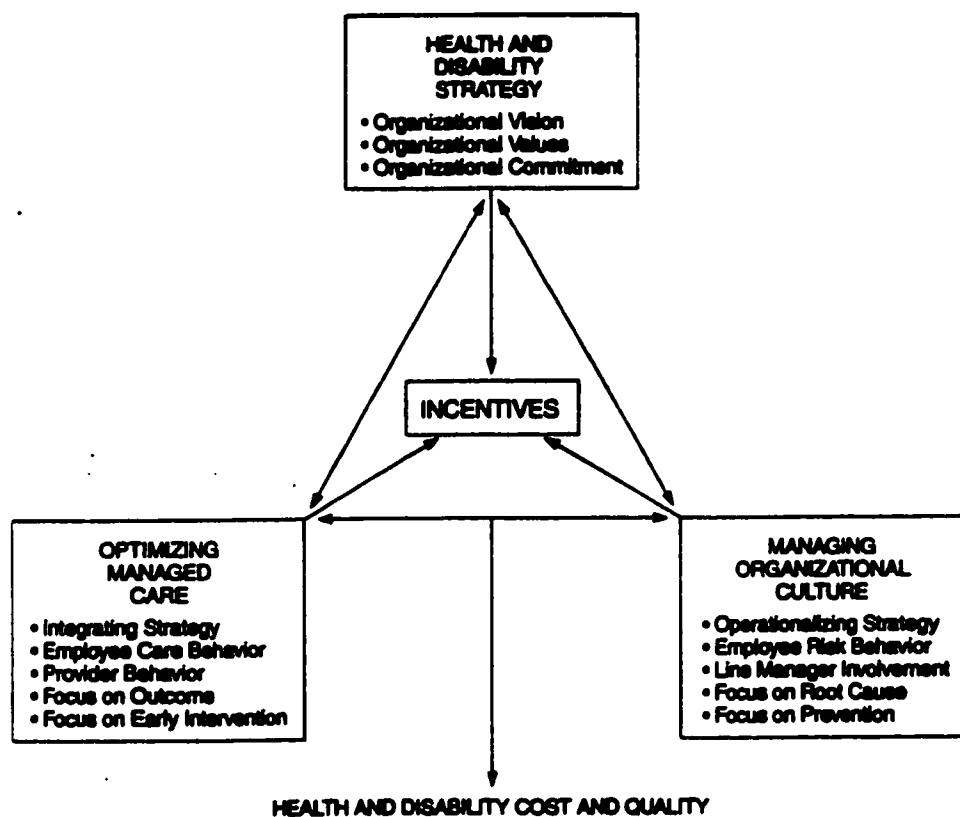 HEALTH AND
DISABILITY
STRATEGY
• Organizational Vision
• Organizational Values
• Organizational Commitment
INCENTIVES
OPTIMIZING
MANAGED
CARE
• Integrating Strategy
• Employee Care Behavior
• Provider Behavior
• Focus on Outcome
• Focus on Early Intervention
MANAGING
ORGANIZATIONAL
CULTURE
• Operationalizing Strategy
• Employee Risk Behavior
• Line Manager Involvement
• Focus on Root Cause
• Focus on Prevention
HEALTH AND DISABILITY COST AND QUALITY